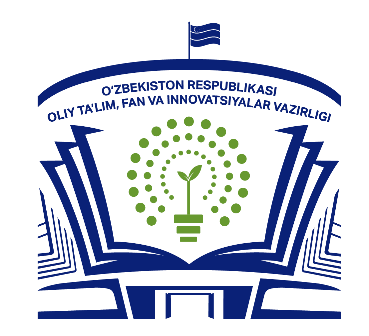 O'ZBEKISTON RESPUBLIKASI
OLIY TA'LIM, FAN VA INNOVATSIYALAR VAZIRLIGI